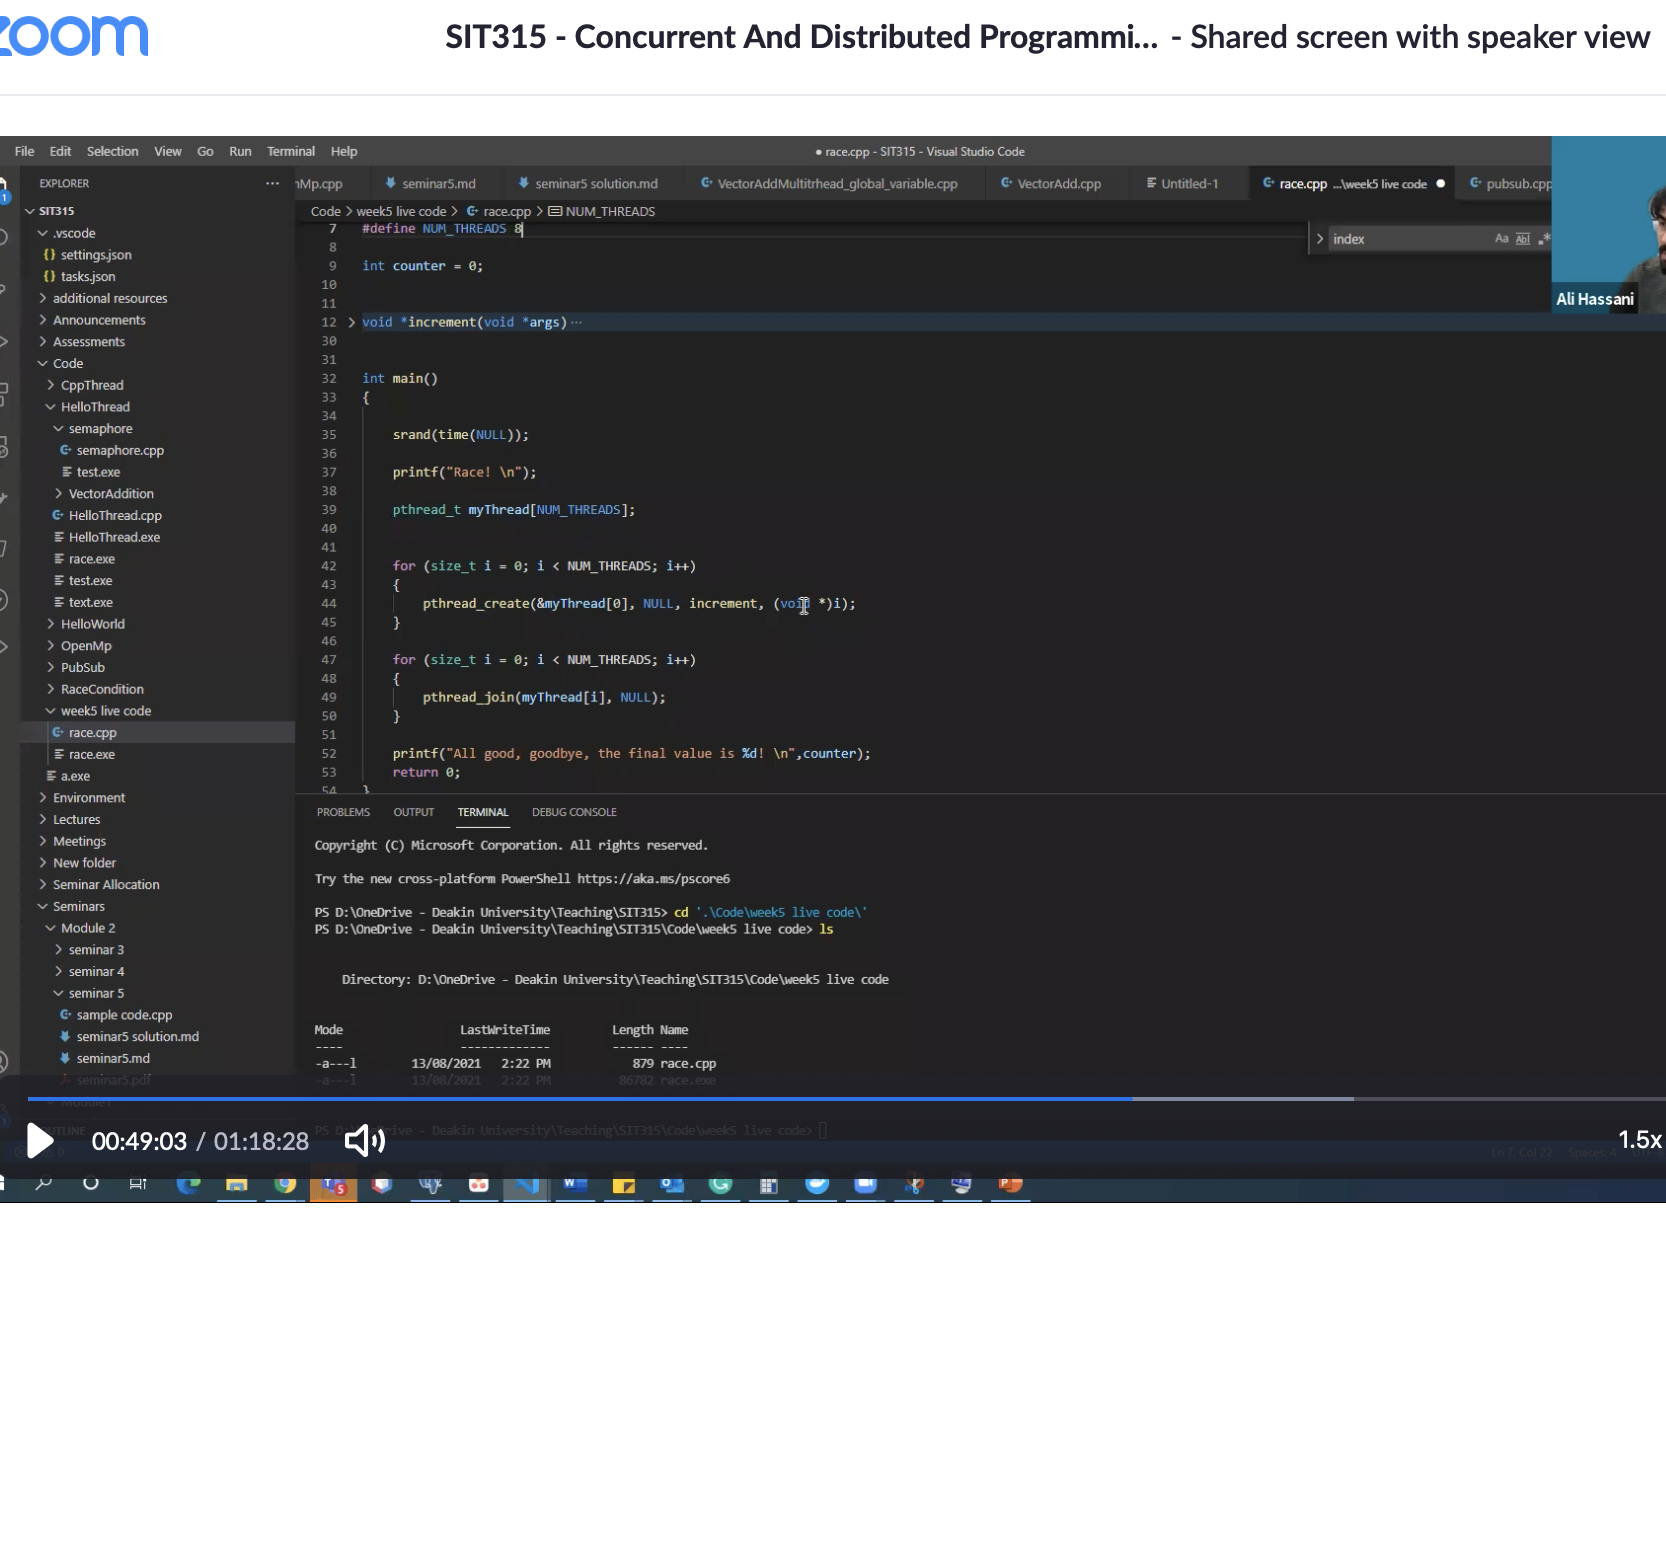 zoom
SIT315 - Concurrent And Distributed Programmi... - Shared screen with speaker view
File Edit Selection View Go Run Terminal Help
● race.cpp - SIT315 - Visual Studio Code
EXPLORER ···
Mp.cpp seminar5.md seminar5 solution.md VectorAddMultitrhead_global_variable.cpp VectorAdd.cpp Untitled-1 race.cpp ...\week5 live code ● pubsub.cpp
Code > week5 live code > race.cpp > NUM_THREADS
index
Aa Abl .*
Ali Hassani
SIT315
.vscode
settings.json
tasks.json
additional resources
Announcements
Assessments
Code
CppThread
HelloThread
semaphore
semaphore.cpp
test.exe
VectorAddition
HelloThread.cpp
HelloThread.exe
race.exe
test.exe
text.exe
HelloWorld
OpenMp
PubSub
RaceCondition
week5 live code
race.cpp
race.exe
a.exe
Environment
Lectures
Meetings
New folder
Seminar Allocation
Seminars
Module 2
seminar 3
seminar 4
seminar 5
sample code.cpp
seminar5 solution.md
seminar5.md
seminar5.pdf
7 #define NUM_THREADS 8
8
9 int counter = 0;
10
11
12 void *increment(void *args)···
30
31
32 int main()
33 {
34
35 srand(time(NULL));
36
37 printf("Race! \n");
38
39 pthread_t myThread[NUM_THREADS];
40
41
42 for (size_t i = 0; i < NUM_THREADS; i++)
43 {
44 pthread_create(&myThread[0], NULL, increment, (void *)i);
45 }
46
47 for (size_t i = 0; i < NUM_THREADS; i++)
48 {
49 pthread_join(myThread[i], NULL);
50 }
51
52 printf("All good, goodbye, the final value is %d! \n",counter);
53 return 0;
54 }
PROBLEMS OUTPUT TERMINAL DEBUG CONSOLE
Copyright (C) Microsoft Corporation. All rights reserved.
Try the new cross-platform PowerShell https://aka.ms/pscore6
PS D:\OneDrive - Deakin University\Teaching\SIT315> cd '.\Code\week5 live code\'
PS D:\OneDrive - Deakin University\Teaching\SIT315\Code\week5 live code> ls
Directory: D:\OneDrive - Deakin University\Teaching\SIT315\Code\week5 live code
Mode LastWriteTime Length Name
---- ------------- ------ ----
-a---l 13/08/2021 2:22 PM 879 race.cpp
-a---l 13/08/2021 2:22 PM 86782 race.exe
PS D:\OneDrive - Deakin University\Teaching\SIT315\Code\week5 live code>
00:49:03 / 01:18:28
1.5x
Ln 7, Col 22 Spaces: 4